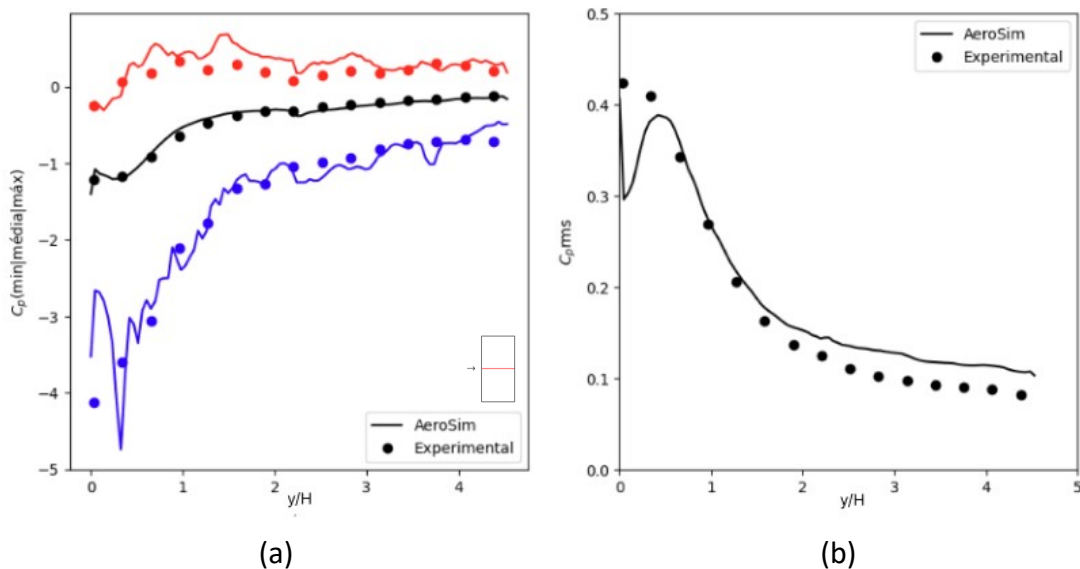 0
−1
−2
−3
−4
−5
Cp(min|média|máx)
0
1
2
3
4
y/H
→
AeroSim
Experimental
(a)
0.5
0.4
0.3
0.2
0.1
0.0
Cprms
0
1
2
3
4
5
y/H
AeroSim
Experimental
(b)